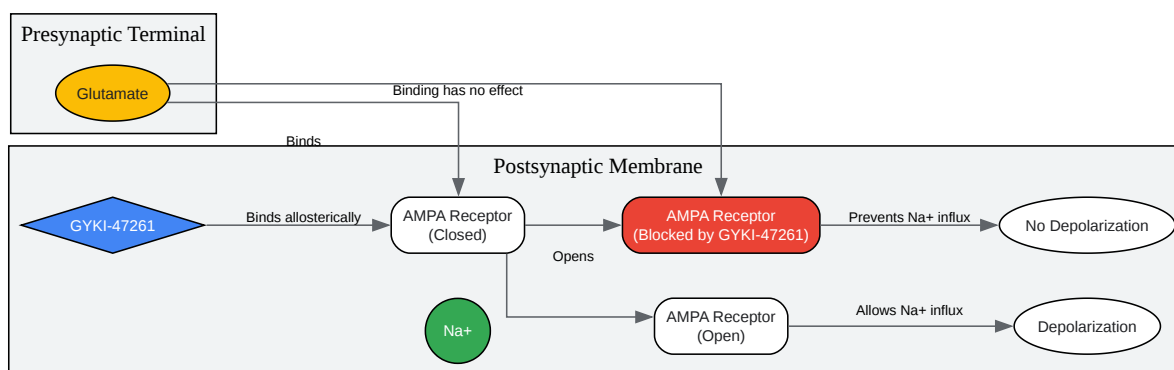 Presynaptic Terminal
Glutamate
Binding has no effect
Binds
Postsynaptic Membrane
GYKI-47261
Binds allosterically
AMPA Receptor
(Closed)
AMPA Receptor
(Blocked by GYKI-47261)
Prevents Na+ influx
No Depolarization
Opens
Na+
AMPA Receptor
(Open)
Allows Na+ influx
Depolarization